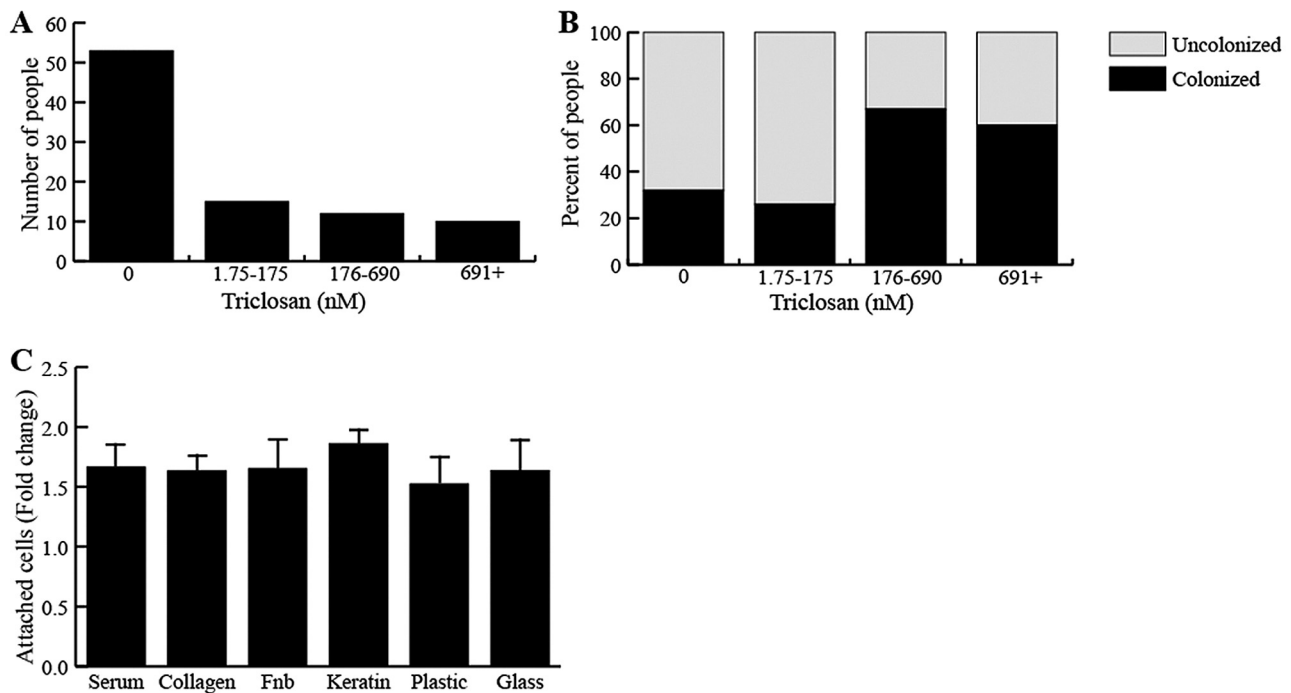 A
Number of people
60
50
40
30
20
10
0
0 1.75-175 176-690 691+
Triclosan (nM)
B
Percent of people
100
80
60
40
20
0
0 1.75-175 176-690 691+
Triclosan (nM)
Uncolonized
Colonized
C
Attached cells (Fold change)
2.5
2.0
1.5
1.0
0.5
0.0
Serum Collagen Fnb Keratin Plastic Glass